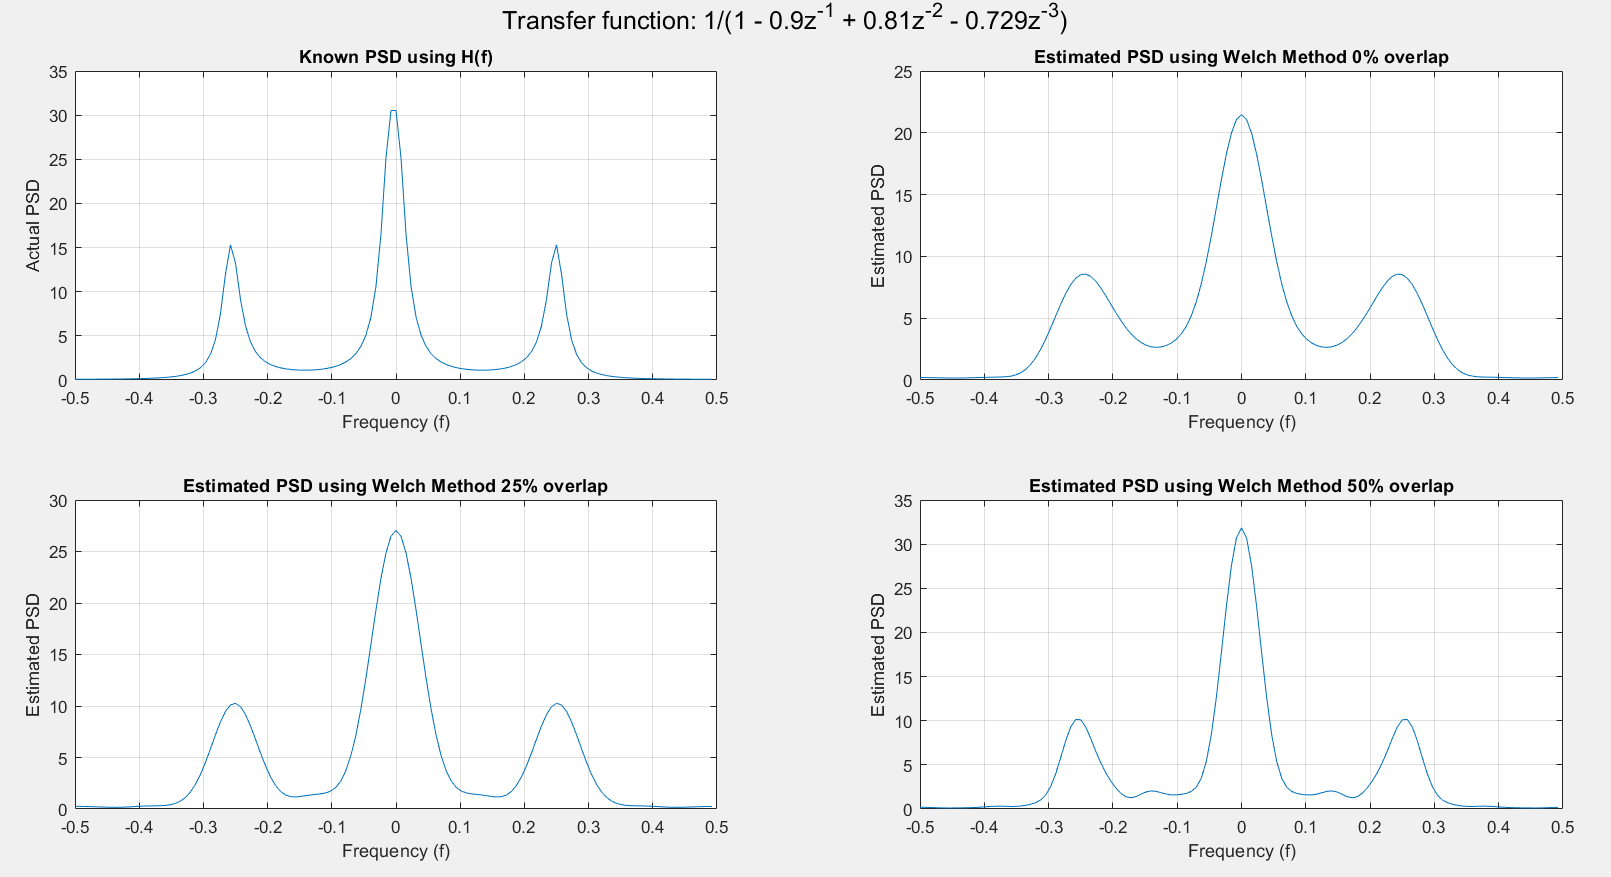 Transfer function: 1/(1 - 0.9z-1 + 0.81z-2 - 0.729z-3)
Known PSD using H(f)
35
30
25
20
15
10
5
0
Actual PSD
-0.5 -0.4 -0.3 -0.2 -0.1 0 0.1 0.2 0.3 0.4 0.5
Frequency (f)
Estimated PSD using Welch Method 0% overlap
25
20
15
10
5
0
Estimated PSD
-0.5 -0.4 -0.3 -0.2 -0.1 0 0.1 0.2 0.3 0.4 0.5
Frequency (f)
Estimated PSD using Welch Method 25% overlap
30
25
20
15
10
5
0
Estimated PSD
-0.5 -0.4 -0.3 -0.2 -0.1 0 0.1 0.2 0.3 0.4 0.5
Frequency (f)
Estimated PSD using Welch Method 50% overlap
35
30
25
20
15
10
5
0
Estimated PSD
-0.5 -0.4 -0.3 -0.2 -0.1 0 0.1 0.2 0.3 0.4 0.5
Frequency (f)